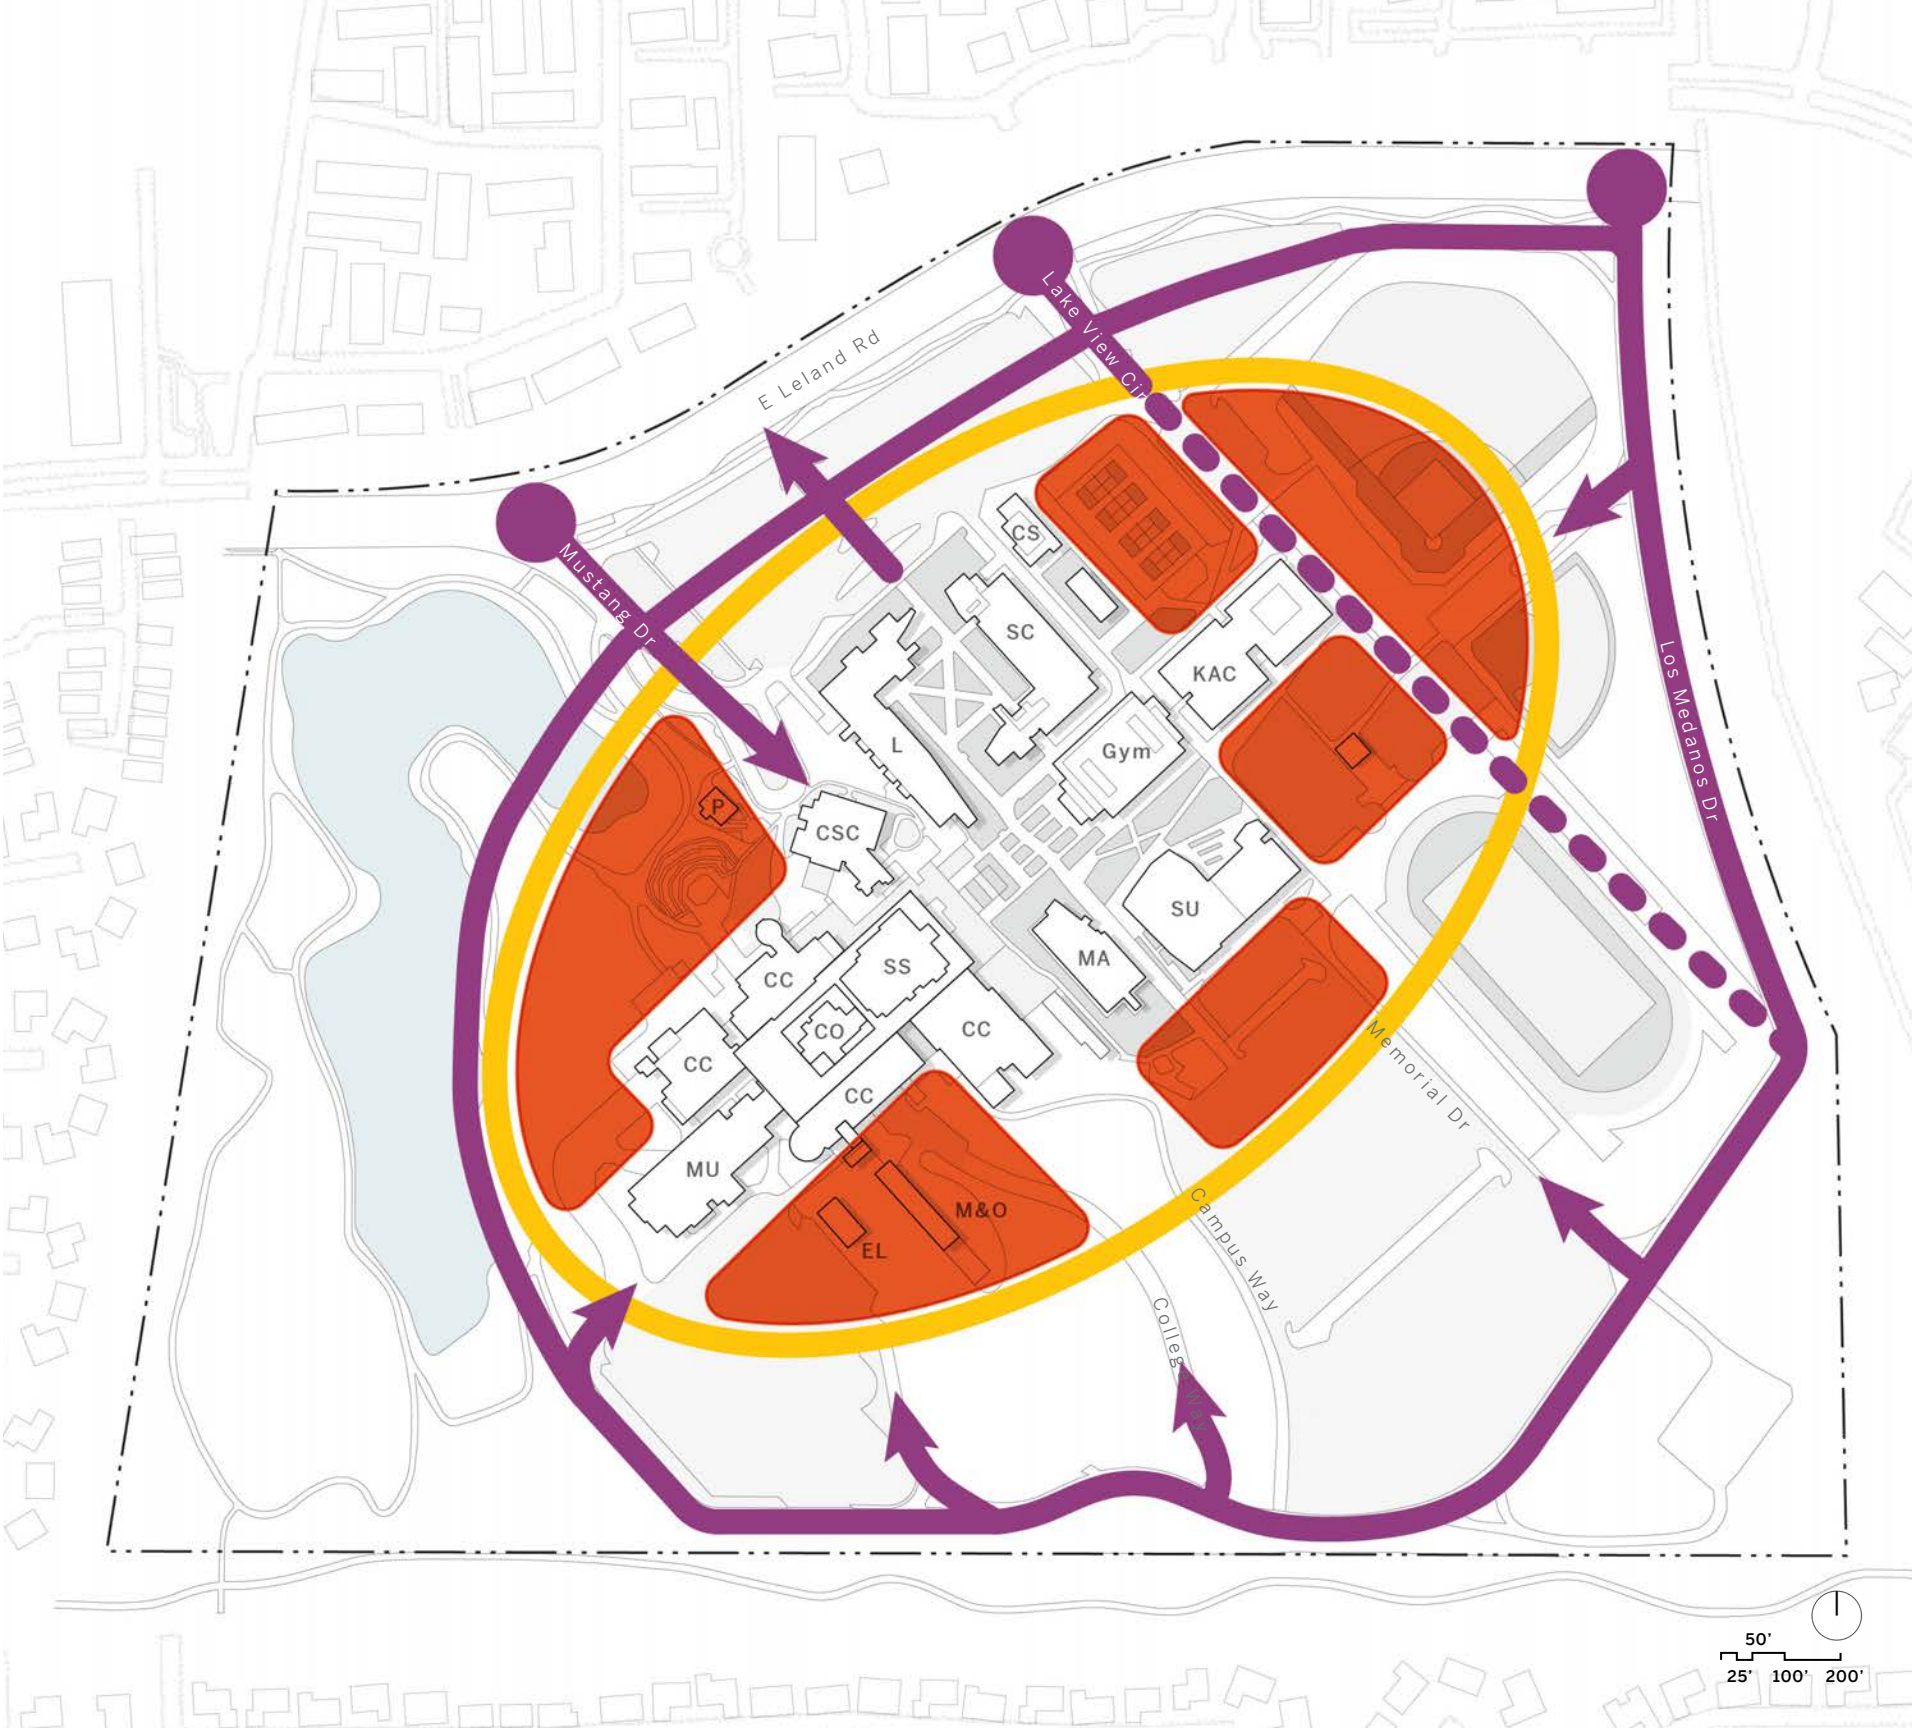 E Leland Rd
Lake View Cir
Mustang Dr
Los Medanos Dr
CS
SC
KAC
L
Gym
P
CSC
SU
MA
SS
CC
CO
CC
CC
CC
MU
M&O
EL
Memorial Dr
Campus Way
College Way
50'
25' 100' 200'